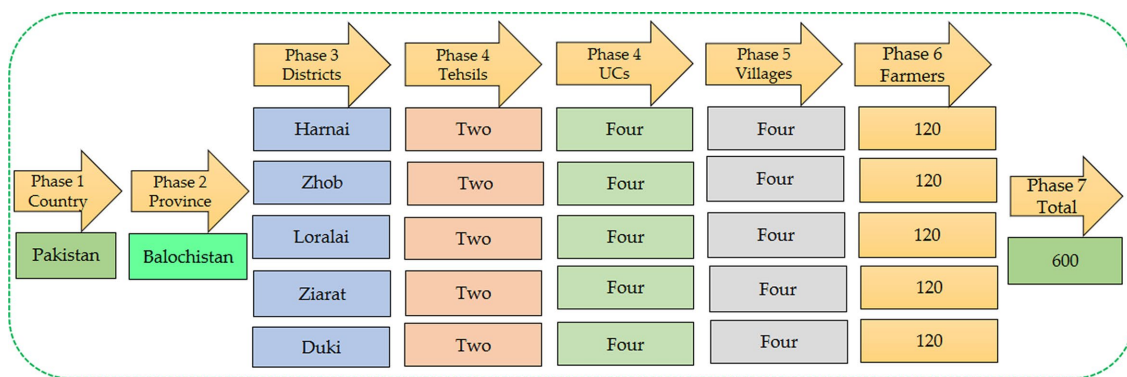 Phase 1
Country
Pakistan
Phase 2
Province
Balochistan
Phase 3
Districts
Harnai
Zhob
Loralai
Ziarat
Duki
Phase 4
Tehsils
Two
Two
Two
Two
Two
Phase 4
UCs
Four
Four
Four
Four
Four
Phase 5
Villages
Four
Four
Four
Four
Four
Phase 6
Farmers
120
120
120
120
120
Phase 7
Total
600